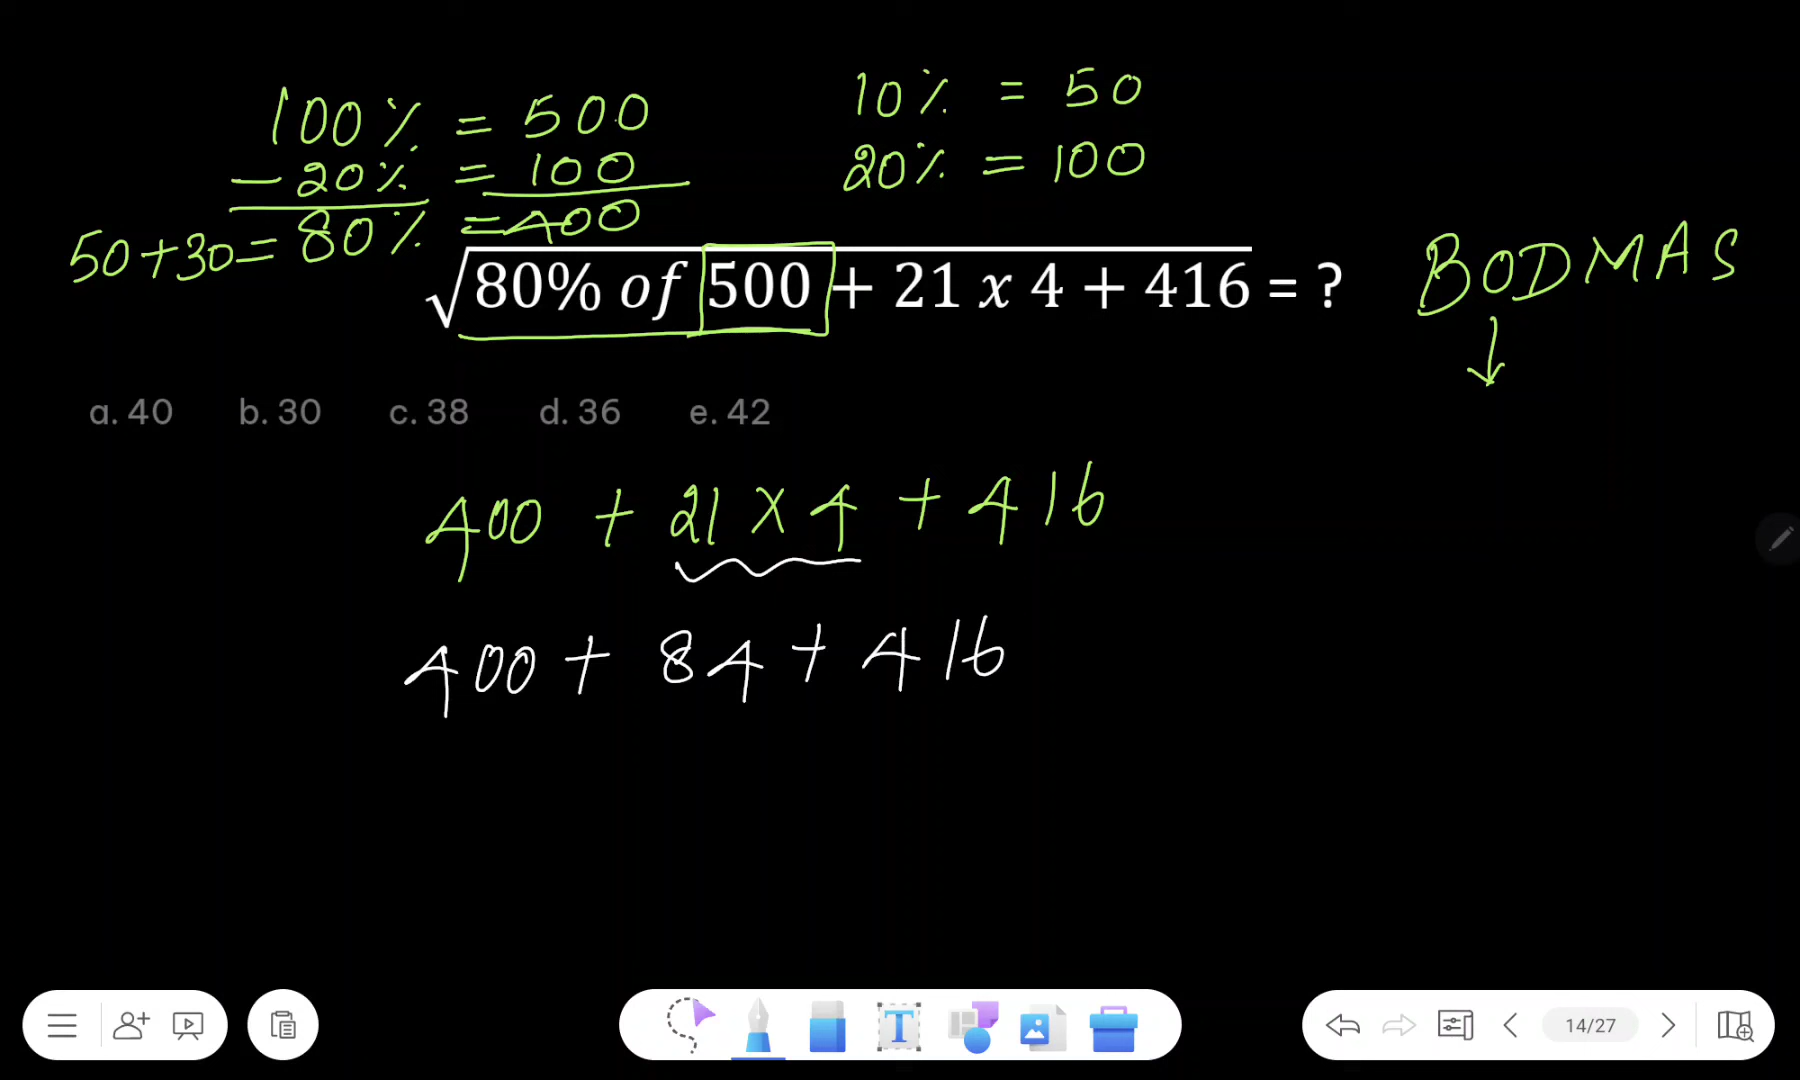 100% = 500
10% = 50
- 20% = 100
20% = 100
50+30= 80% =400
BODMAS
√80% of 500 + 21 x 4 + 416 = ?
a. 40 b. 30 c. 38 d. 36 e. 42
400 + 21 x 4 + 416
400 + 84 + 416
T
14/27